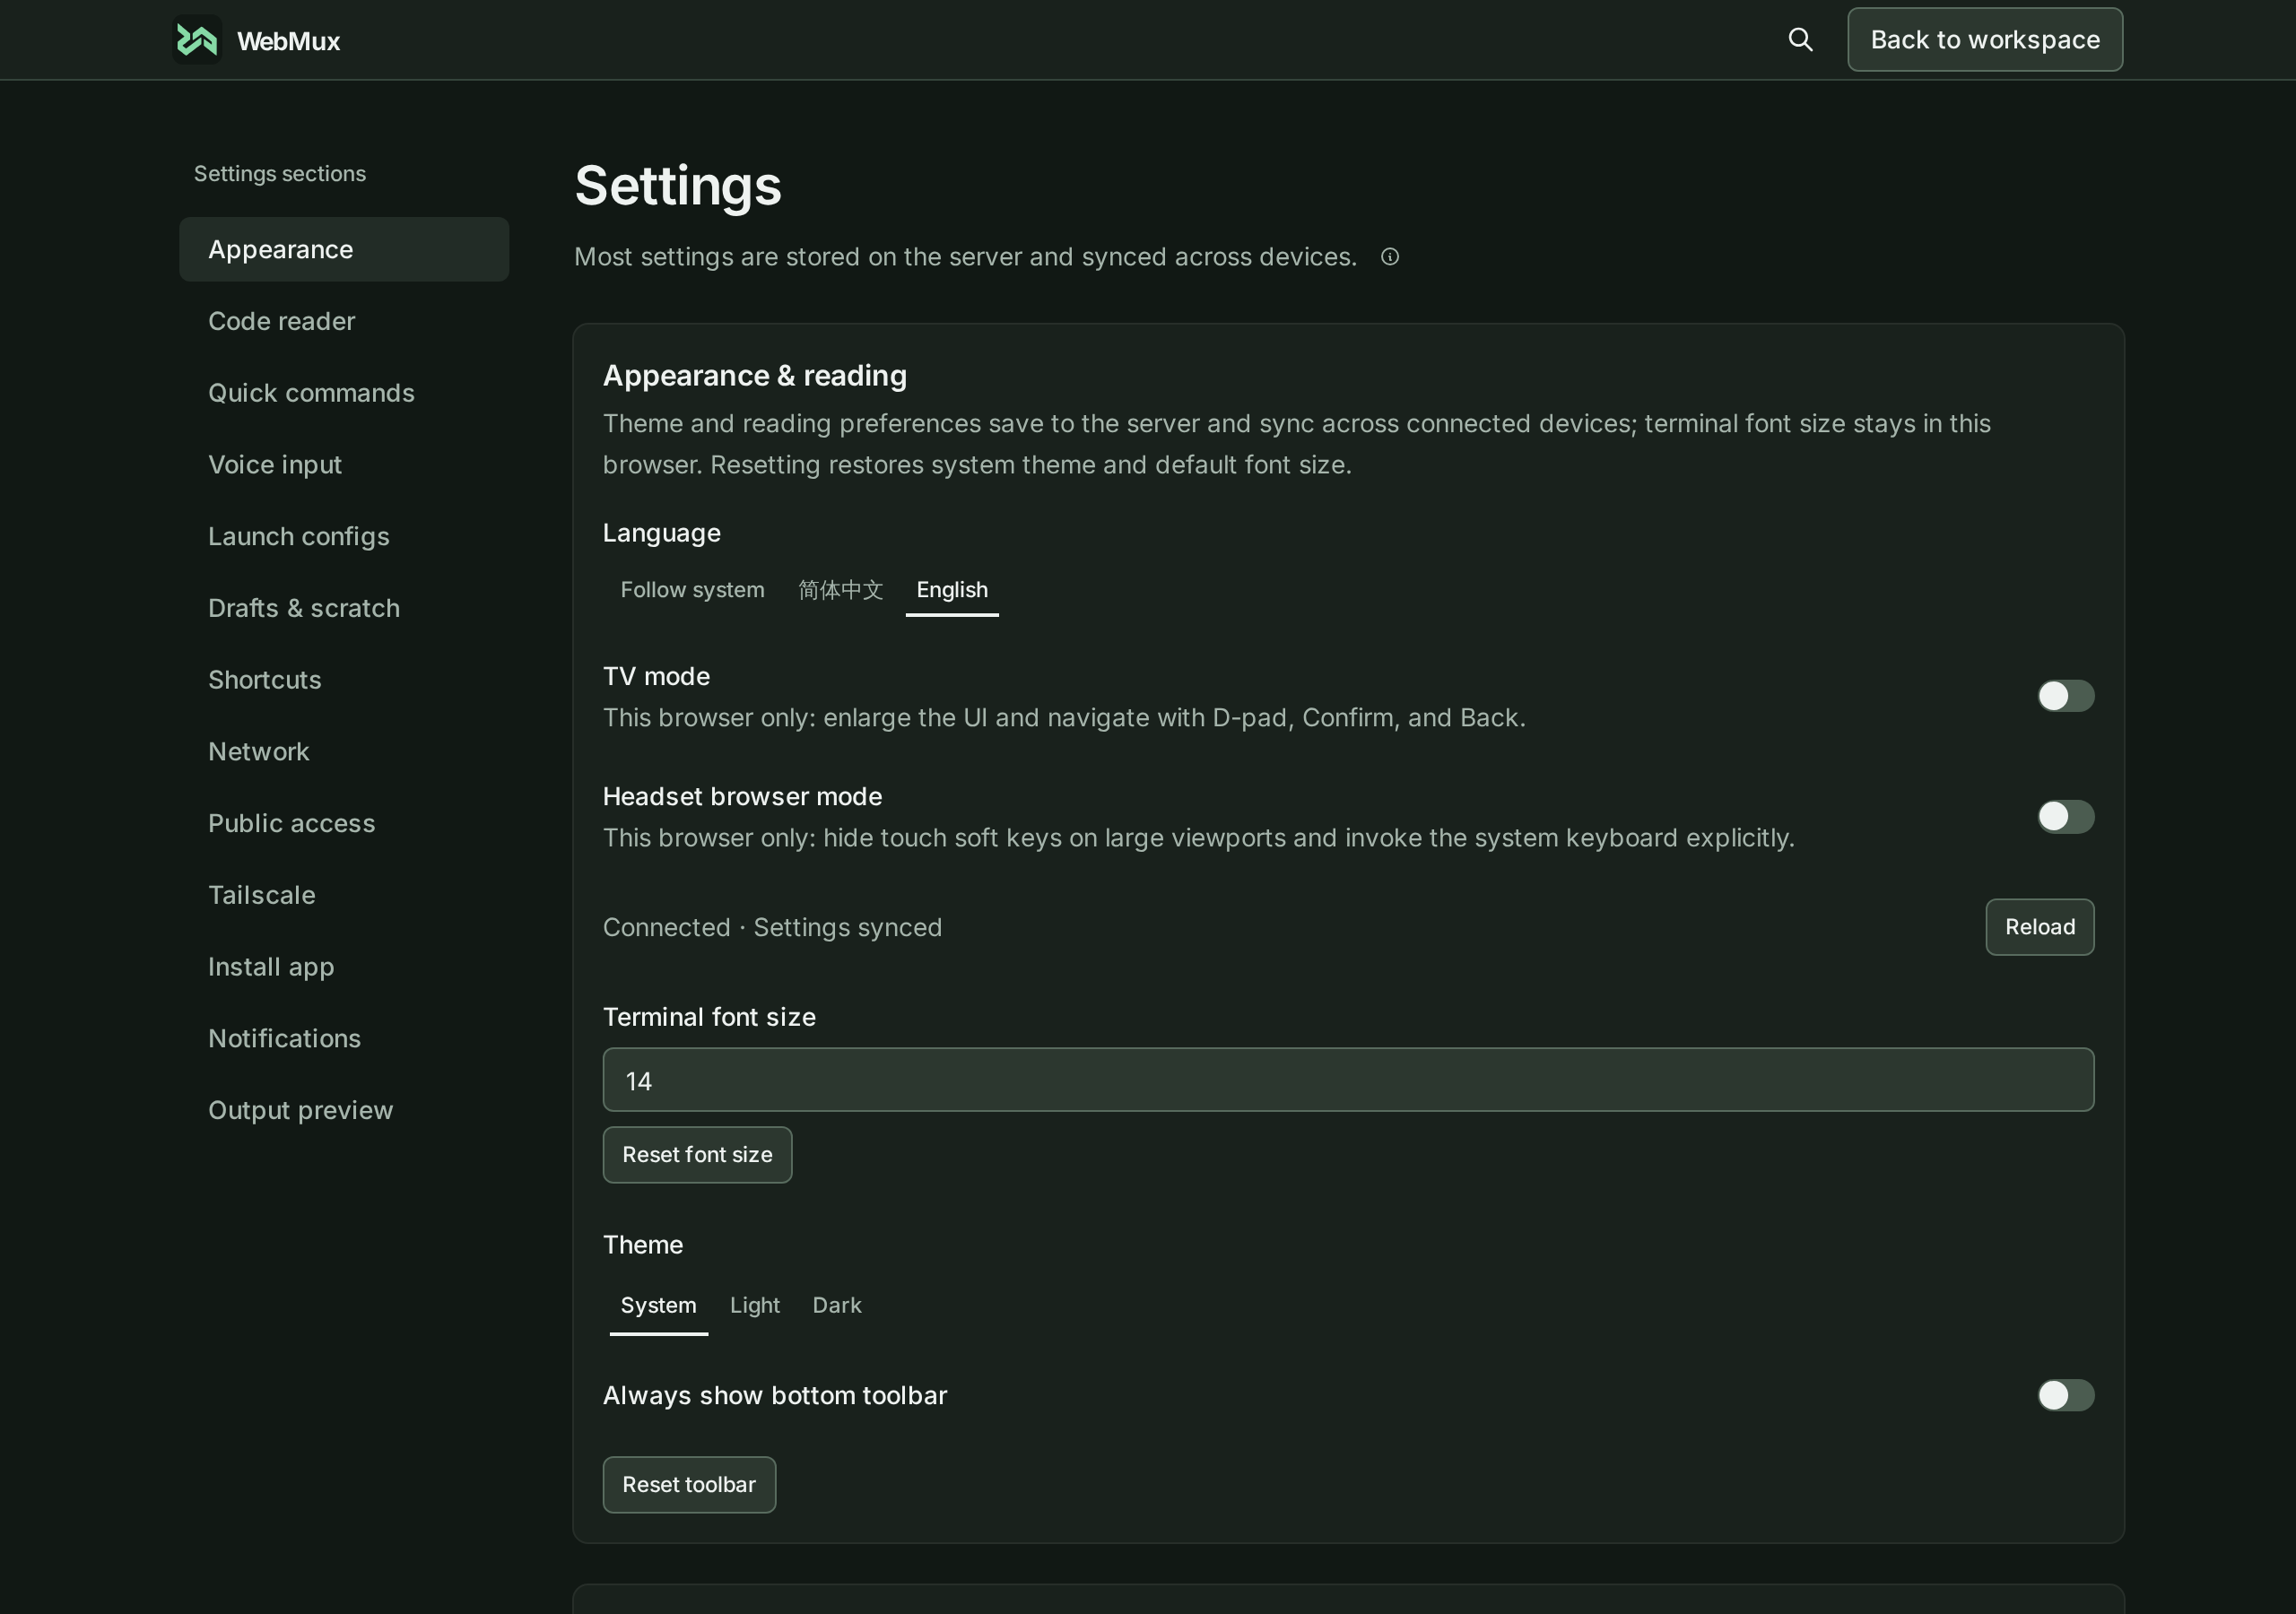 WebMux
Back to workspace
Settings sections
Appearance
Code reader
Quick commands
Voice input
Launch configs
Drafts & scratch
Shortcuts
Network
Public access
Tailscale
Install app
Notifications
Output preview
Settings
Most settings are stored on the server and synced across devices.
Appearance & reading
Theme and reading preferences save to the server and sync across connected devices; terminal font size stays in this
browser. Resetting restores system theme and default font size.
Language
Follow system 简体中文 English
TV mode
This browser only: enlarge the UI and navigate with D-pad, Confirm, and Back.
Headset browser mode
This browser only: hide touch soft keys on large viewports and invoke the system keyboard explicitly.
Connected · Settings synced
Reload
Terminal font size
14
Reset font size
Theme
System Light Dark
Always show bottom toolbar
Reset toolbar